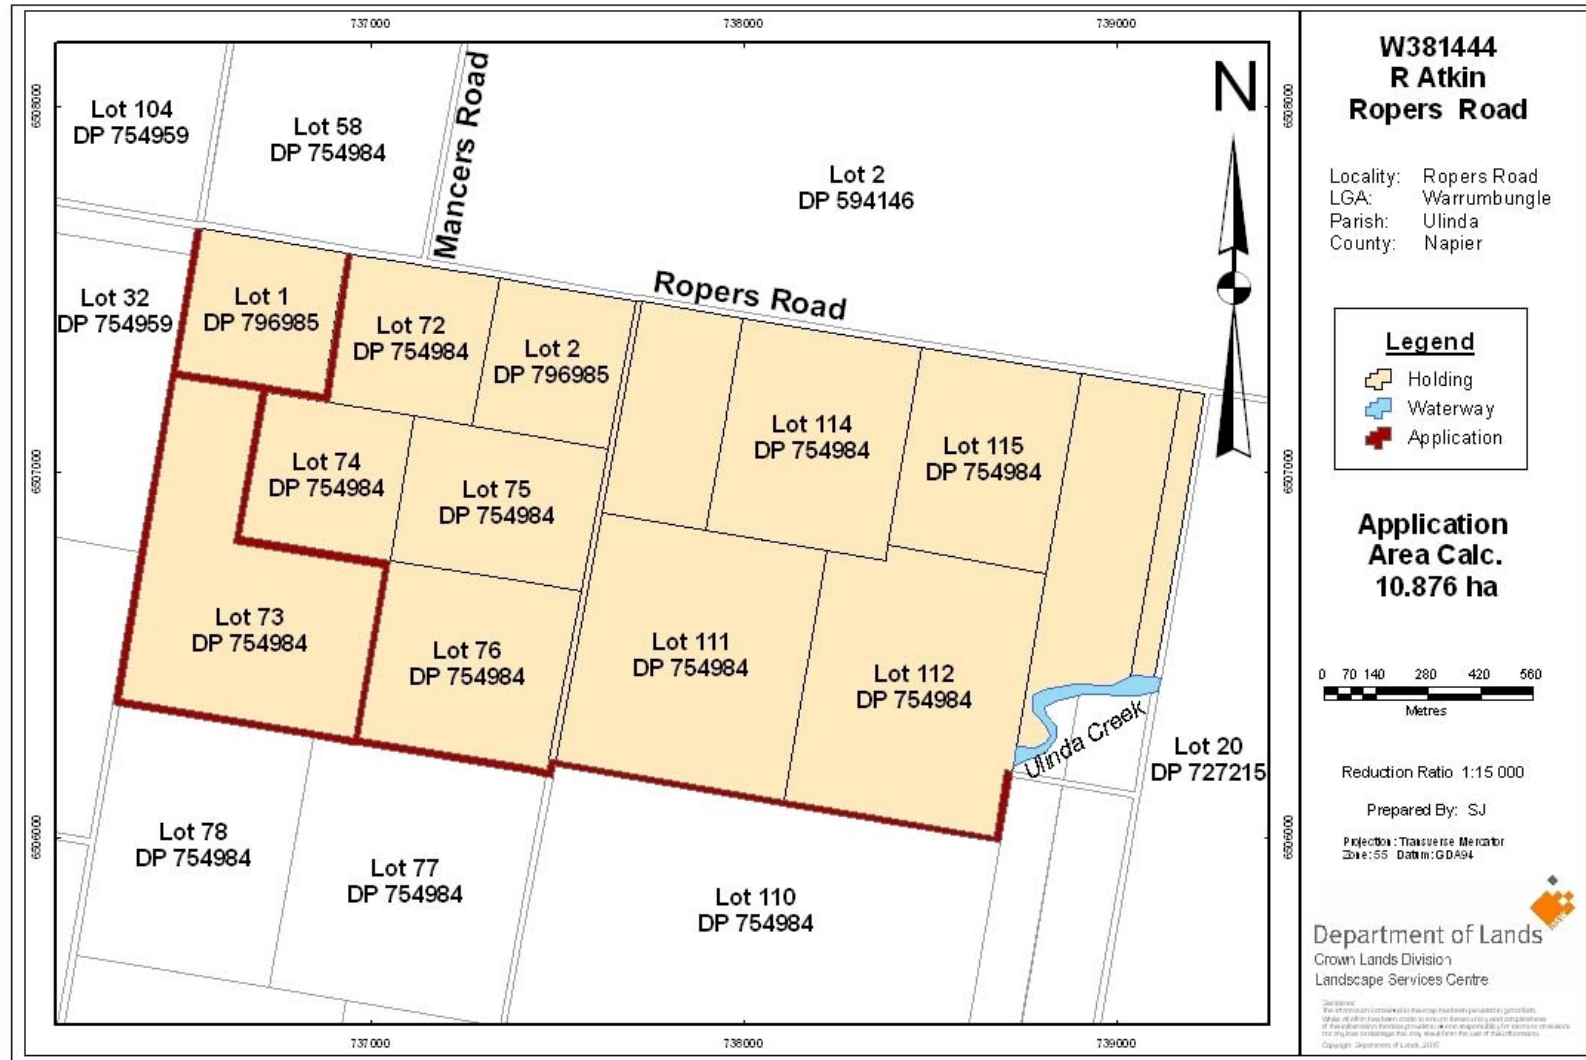 737000
738000
739000
6508000
6508000
6507000
6507000
6506000
6506000
737000
738000
739000
Lot 104
DP 754959
Lot 58
DP 754984
Mancers Road
Lot 2
DP 594146
N
Ropers Road
Lot 32
DP 754959
Lot 1
DP 796985
Lot 72
DP 754984
Lot 2
DP 796985
Lot 114
DP 754984
Lot 115
DP 754984
Lot 74
DP 754984
Lot 75
DP 754984
Lot 73
DP 754984
Lot 76
DP 754984
Lot 111
DP 754984
Lot 112
DP 754984
Ulinda Creek
Lot 20
DP 727215
Lot 78
DP 754984
Lot 77
DP 754984
Lot 110
DP 754984
W381444
R Atkin
Ropers Road
Locality: Ropers Road
LGA: Warrumbungle
Parish: Ulinda
County: Napier
Legend
Holding
Waterway
Application
Application
Area Calc.
10.876 ha
0 70 140 280 420 560
Metres
Reduction Ratio 1:15 000
Prepared By: SJ
Projection: Transverse Mercator
Zone: 55 Datum: GDA94
Department of Lands
Crown Lands Division
Landscape Services Centre